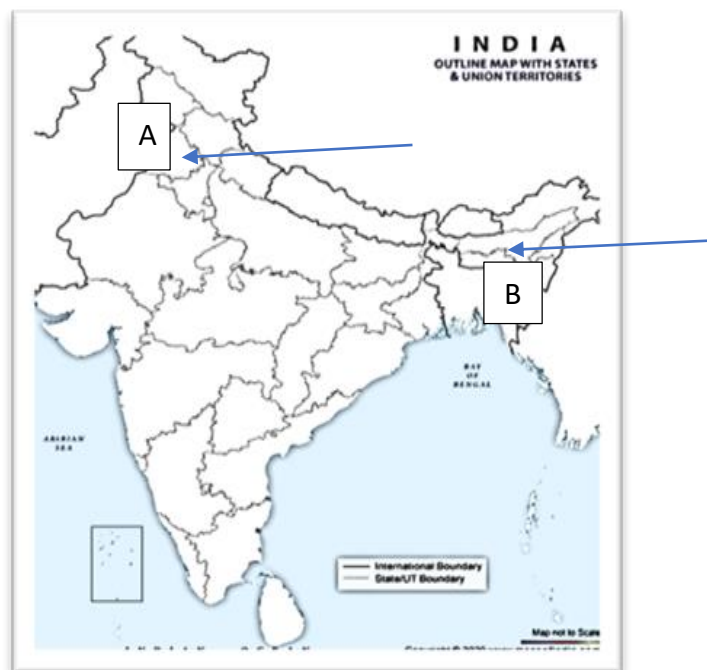 INDIA
OUTLINE MAP WITH STATES
& UNION TERRITORIES
A
B
BAY
OF
BENGAL
ARABIAN
SEA
International Boundary
State/UT Boundary
Map not to Scale